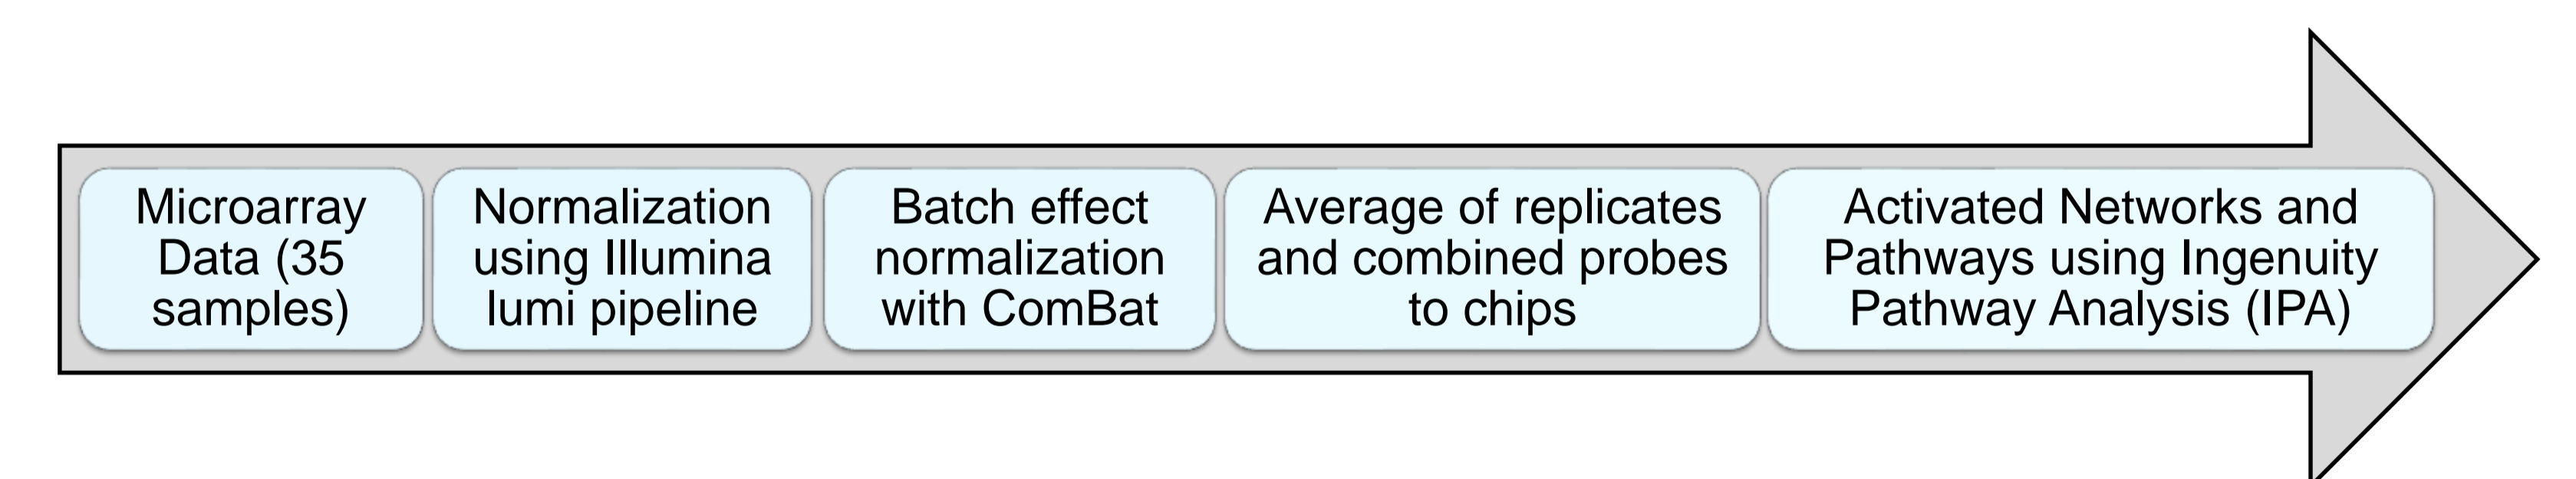 Microarray
Data (35
samples)
Normalization
using Illumina
lumi pipeline
Batch effect
normalization
with ComBat
Average of replicates
and combined probes
to chips
Activated Networks and
Pathways using Ingenuity
Pathway Analysis (IPA)